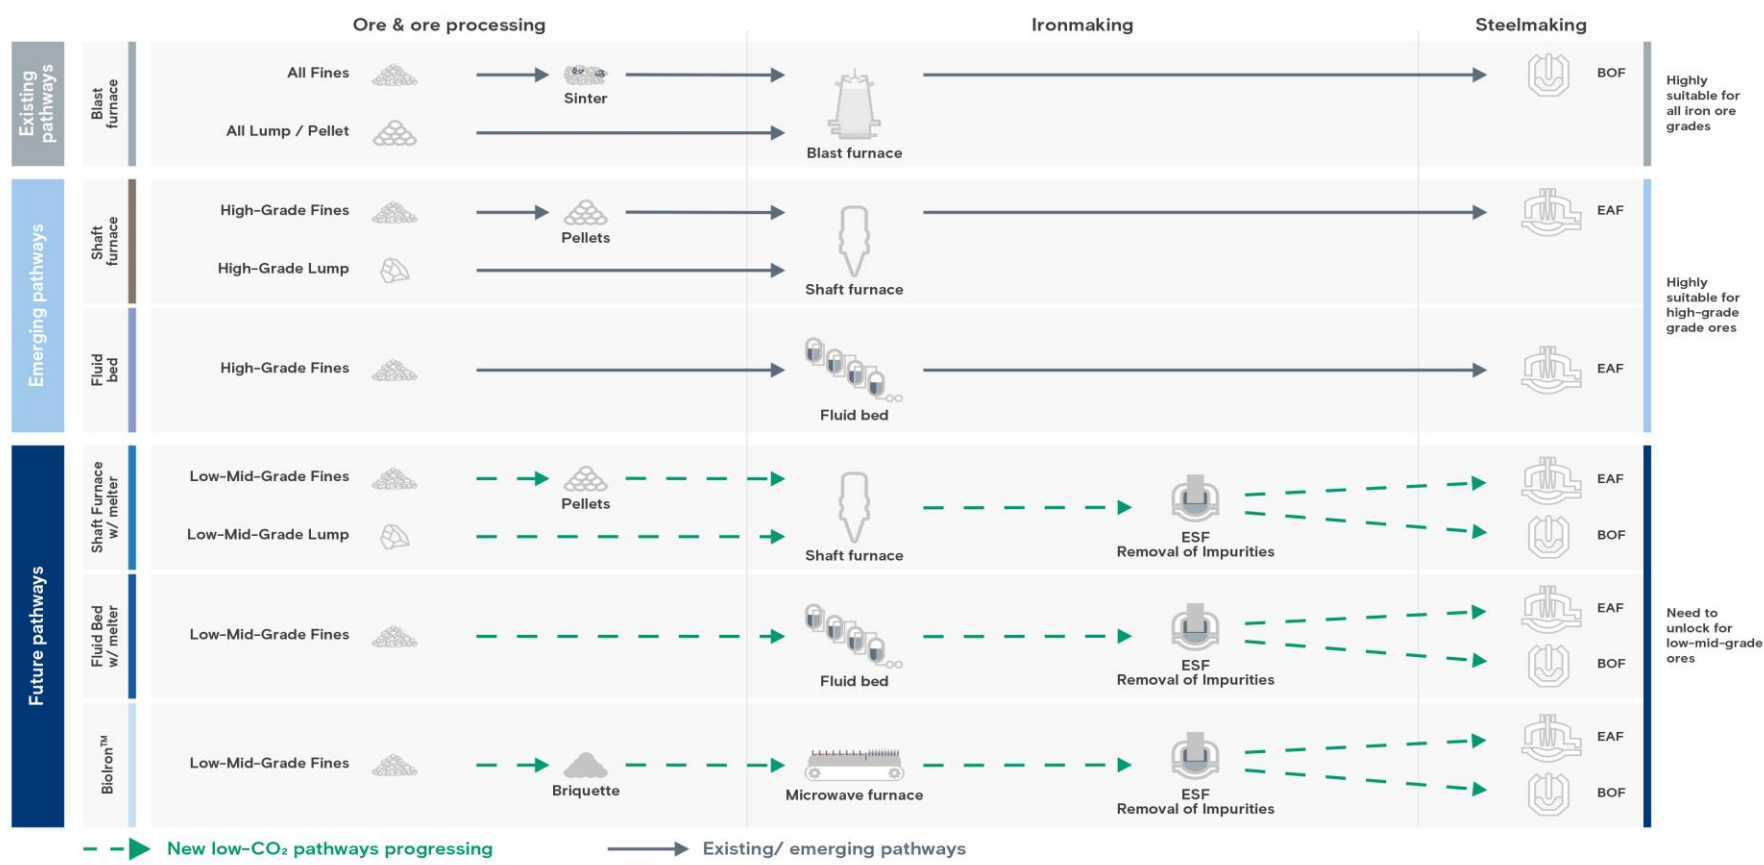 Ore & ore processing
Ironmaking
Steelmaking
Existing
pathways
Blast
furnace
All Fines
Sinter
All Lump / Pellet
Blast furnace
BOF
Highly
suitable for
all iron ore
grades
Emerging pathways
Shaft
furnace
High-Grade Fines
Pellets
High-Grade Lump
Shaft furnace
EAF
Highly
suitable for
high-grade
grade ores
Fluid
bed
High-Grade Fines
Fluid bed
EAF
Future pathways
Shaft Furnace
w/ melter
Low-Mid-Grade Fines
Pellets
Low-Mid-Grade Lump
Shaft furnace
ESF
Removal of Impurities
EAF
BOF
Fluid Bed
w/ melter
Low-Mid-Grade Fines
Fluid bed
ESF
Removal of Impurities
EAF
BOF
Need to
unlock for
low-mid-grade
ores
BioIron™
Low-Mid-Grade Fines
Briquette
Microwave furnace
ESF
Removal of Impurities
EAF
BOF
New low-CO₂ pathways progressing
Existing/ emerging pathways